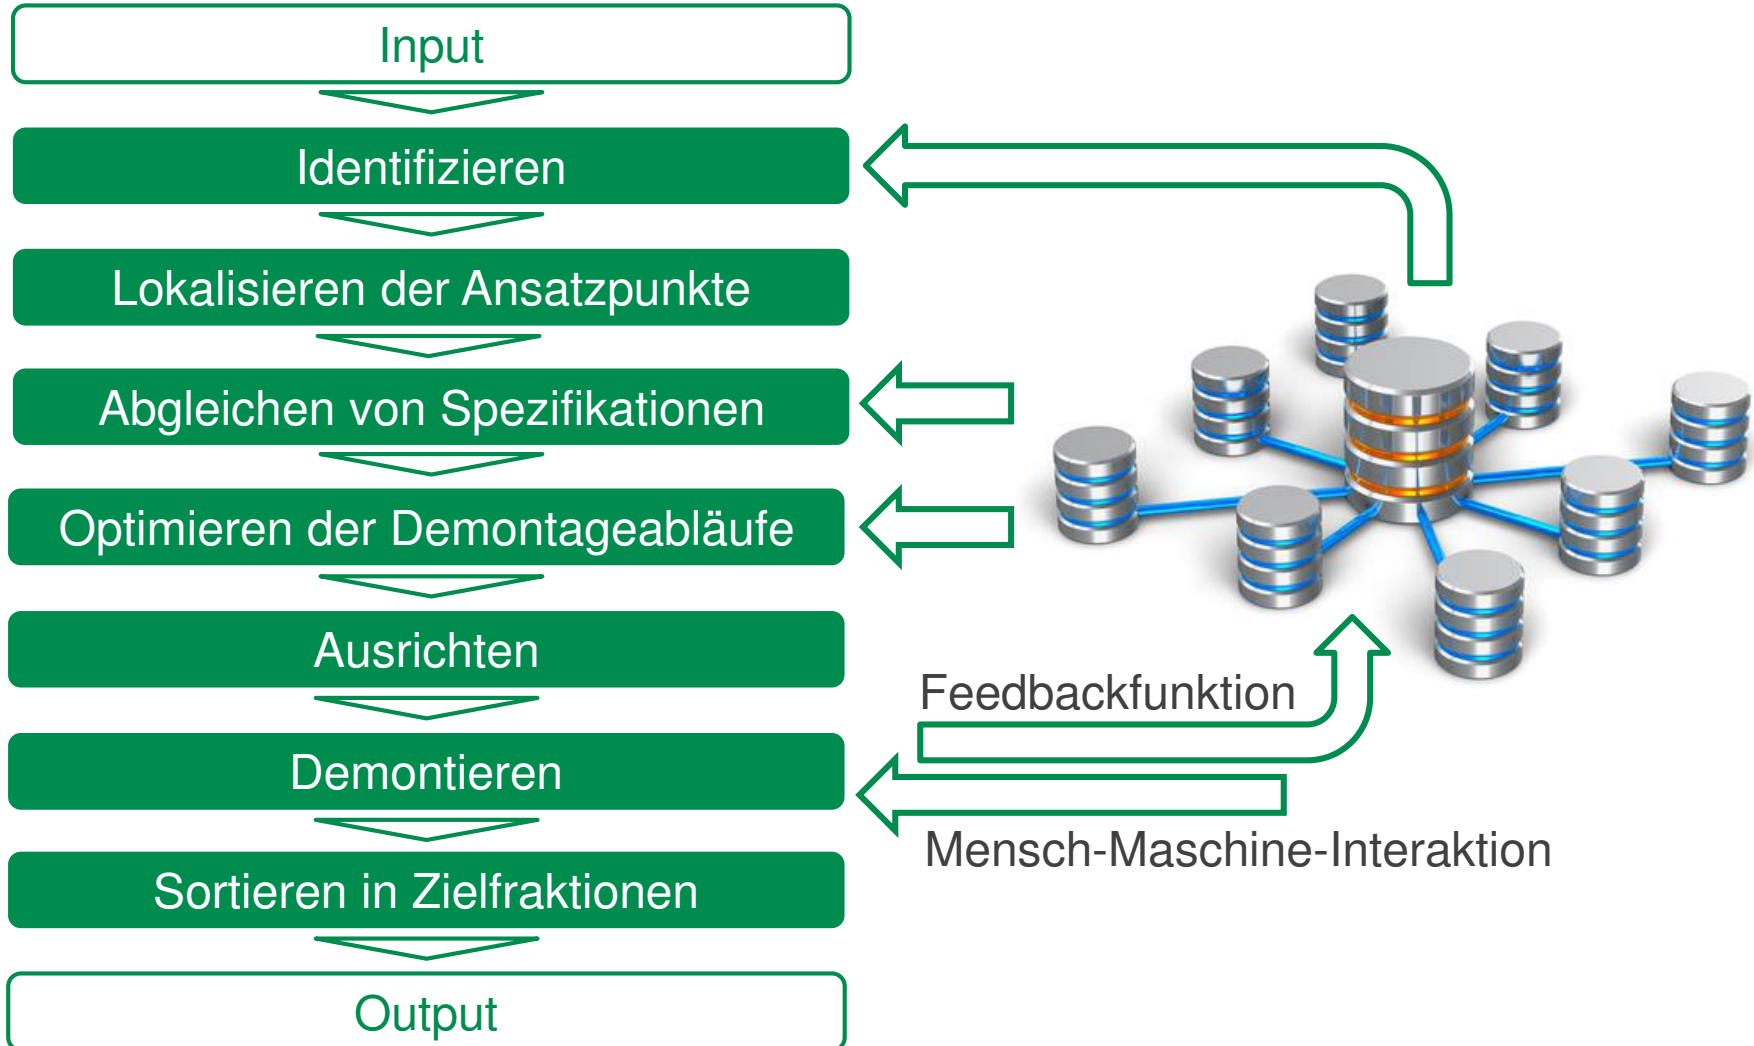 Input
Identifizieren
Lokalisieren der Ansatzpunkte
Abgleichen von Spezifikationen
Optimieren der Demontageabläufe
Ausrichten
Feedbackfunktion
Demontieren
Mensch-Maschine-Interaktion
Sortieren in Zielfraktionen
Output